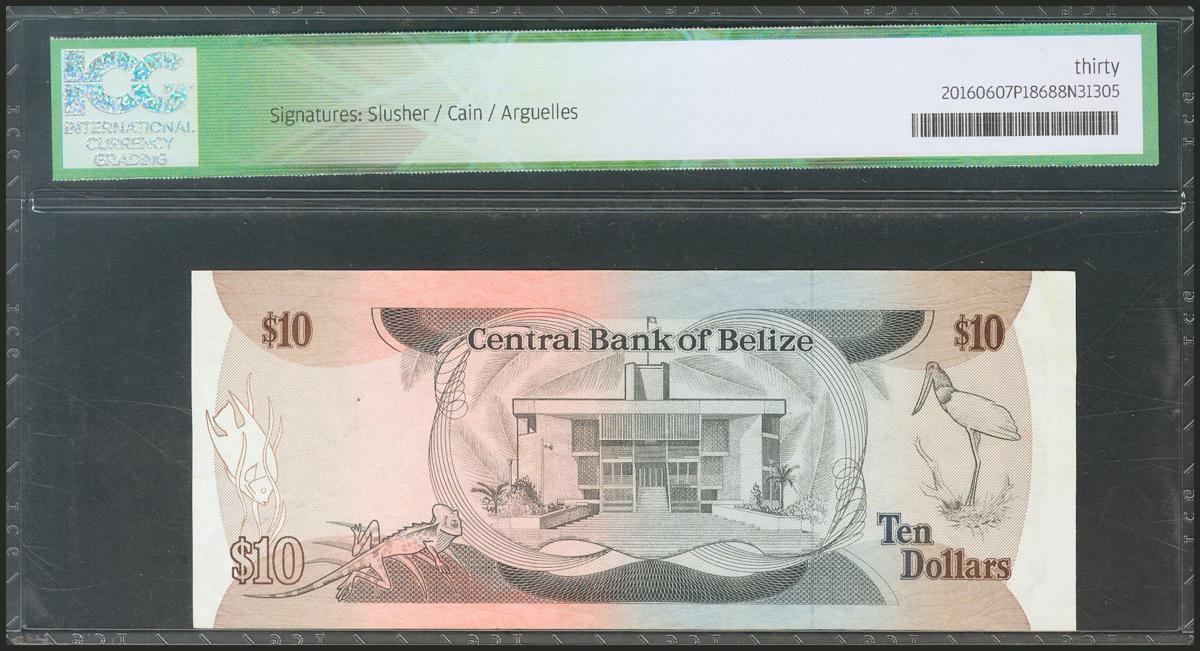 ICG
INTERNATIONAL
CURRENCY
GRADING
Signatures: Slusher / Cain / Arguelles
thirty
20160607P18688N31305
$10
Central Bank of Belize
$10
$10
Ten
Dollars